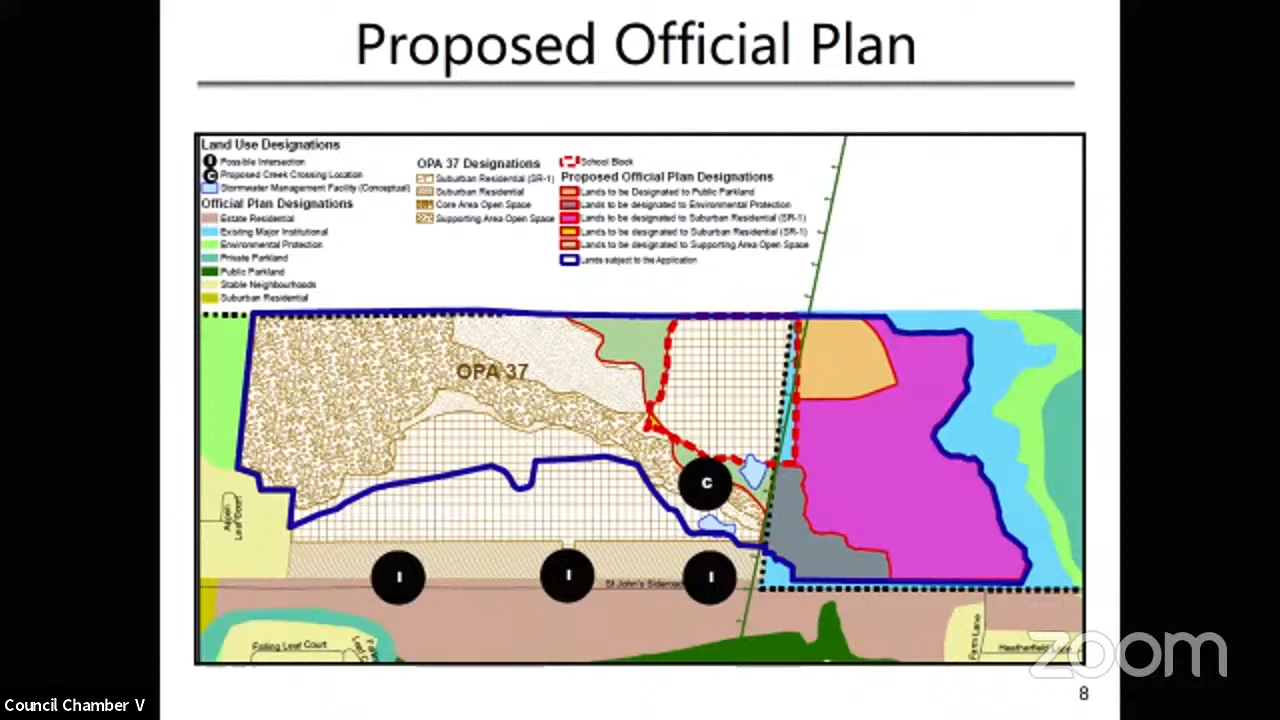 Proposed Official Plan
Land Use Designations
I Possible Intersection
C Proposed Creek Crossing Location
Stormwater Management Facility (Conceptual)
Official Plan Designations
Estate Residential
Existing Major Institutional
Environmental Protection
Private Parkland
Public Parkland
Stable Neighbourhoods
Suburban Residential
OPA 37 Designations
Suburban Residential (SR-1)
Suburban Residential
Core Area Open Space
Supporting Area Open Space
School Block
Proposed Official Plan Designations
Lands to be Designated to Public Parkland
Lands to be designated to Environmental Protection
Lands to be designated to Suburban Residential (SR-1)
Lands to be designated to Suburban Residential (SR-1)
Lands to be designated to Supporting Area Open Space
Lands subject to the Application
OPA 37
C
Aspen
Leaf Court
I
I
I
St John's Sideroad
Falling Leaf Court
Farm Lane
zoom
8
Council Chamber V